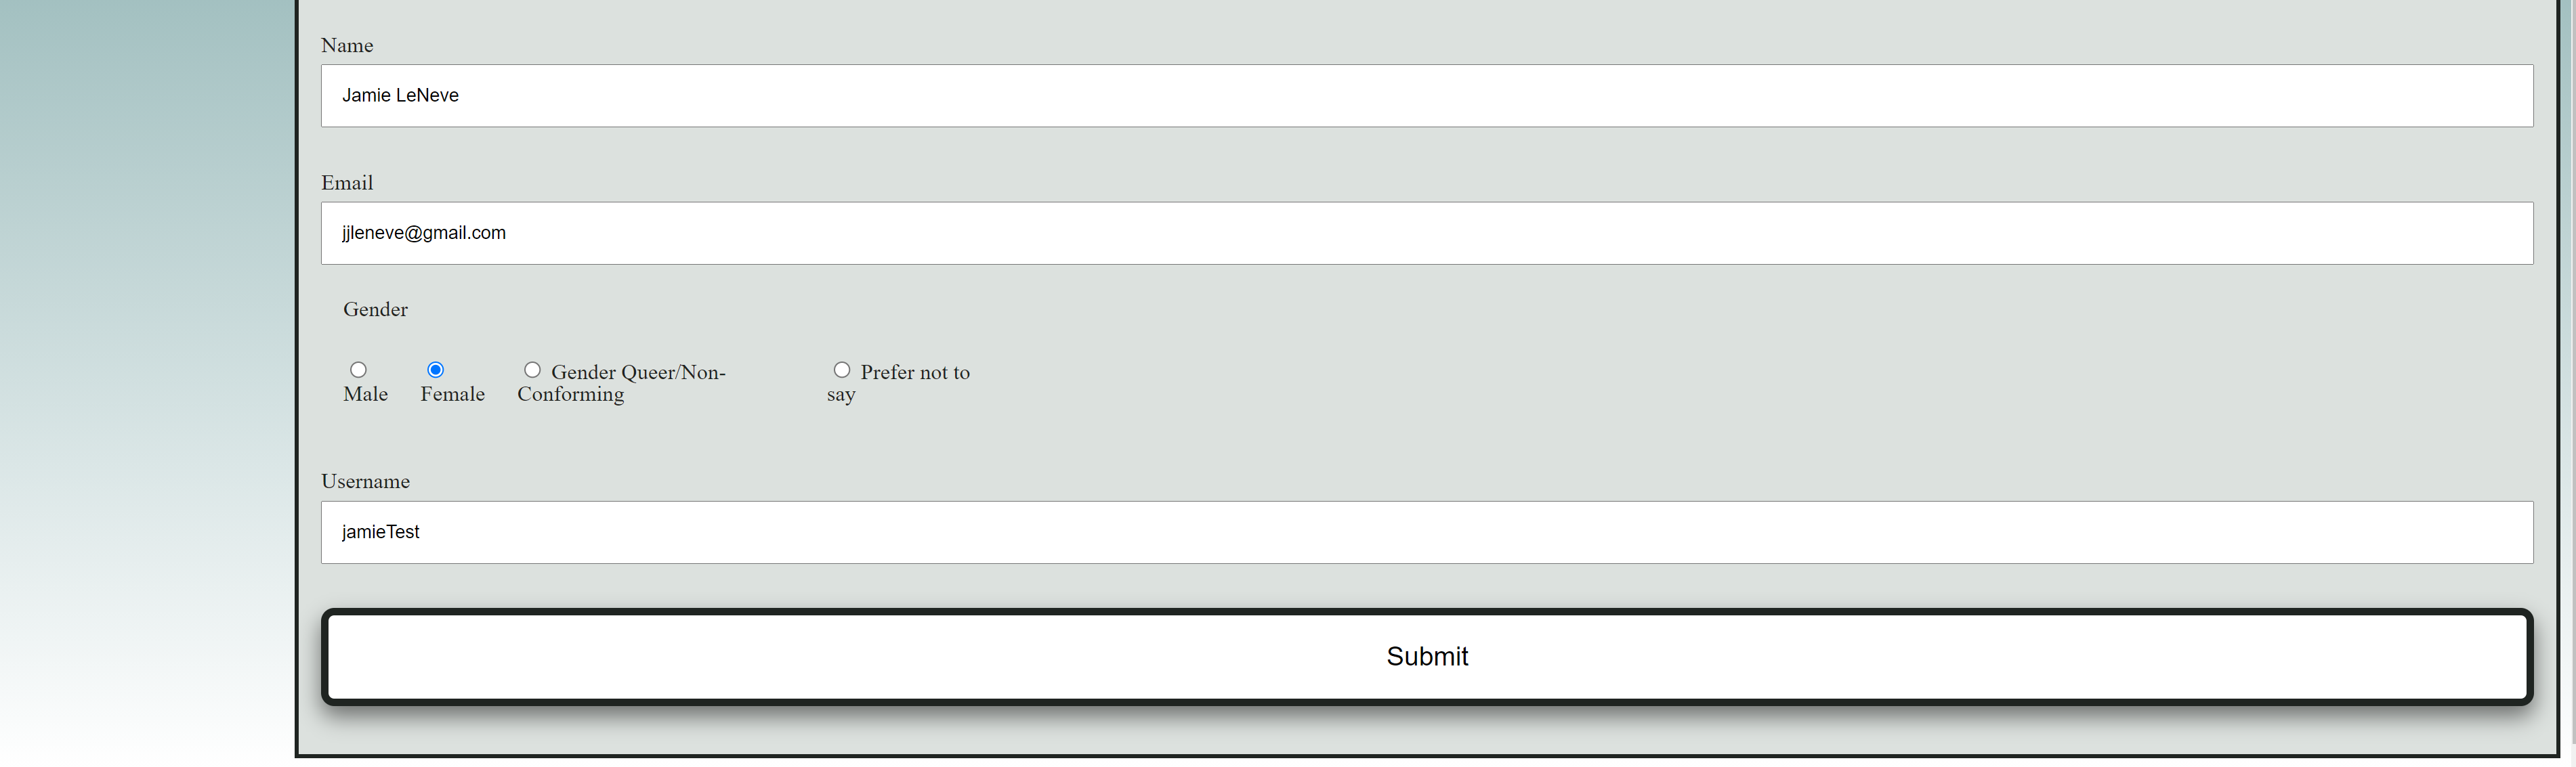 Name
Jamie LeNeve
Email
jjleneve@gmail.com
Gender
Male
Female
Gender Queer/Non-
Conforming
Prefer not to
say
Username
jamieTest
Submit